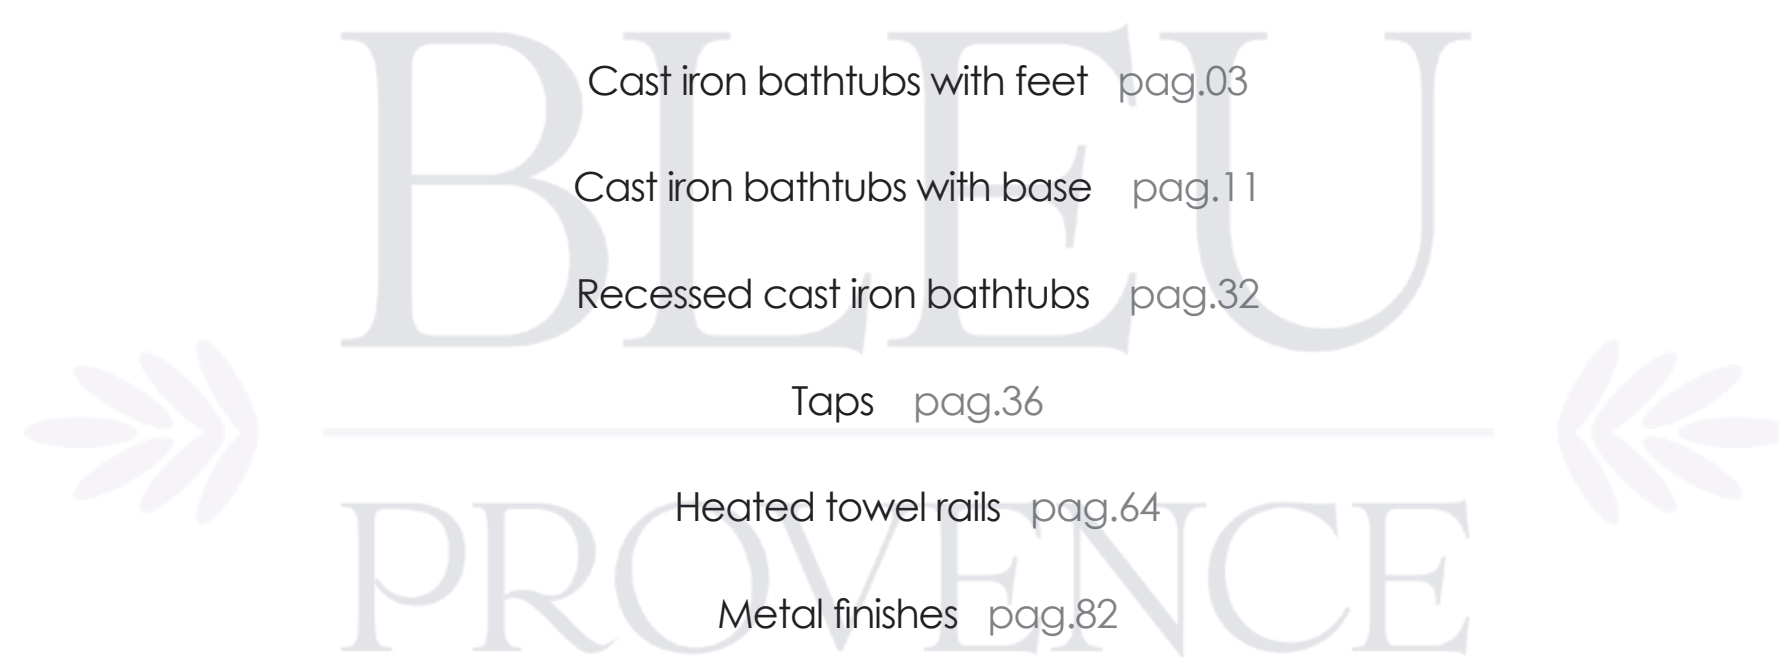 BLEU
Cast iron bathtubs with feet pag.03
Cast iron bathtubs with base pag.11
Recessed cast iron bathtubs pag.32
Taps pag.36
PROVENCE
Heated towel rails pag.64
Metal finishes pag.82